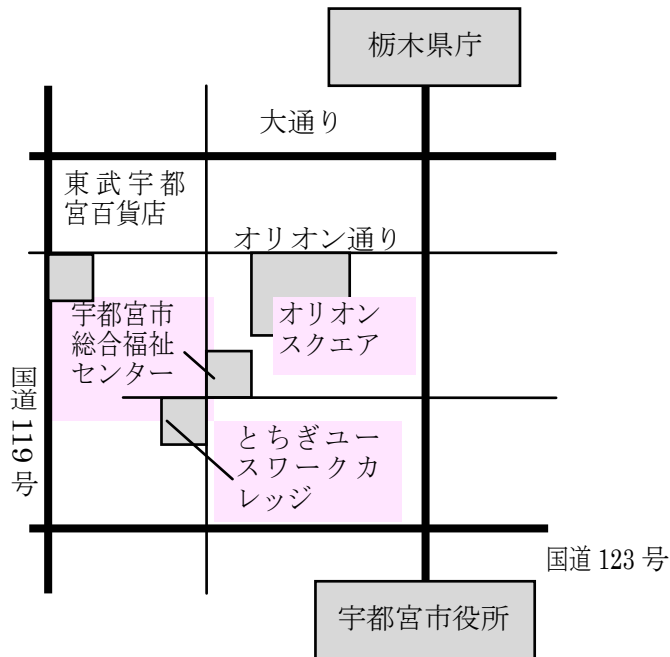 栃木県庁
大通り
東武宇都
宮百貨店
オリオン通り
宇都宮市
総合福祉
センター
オリオン
スクエア
国道119号
とちぎユー
スワークカ
レッジ
国道 123 号
宇都宮市役所